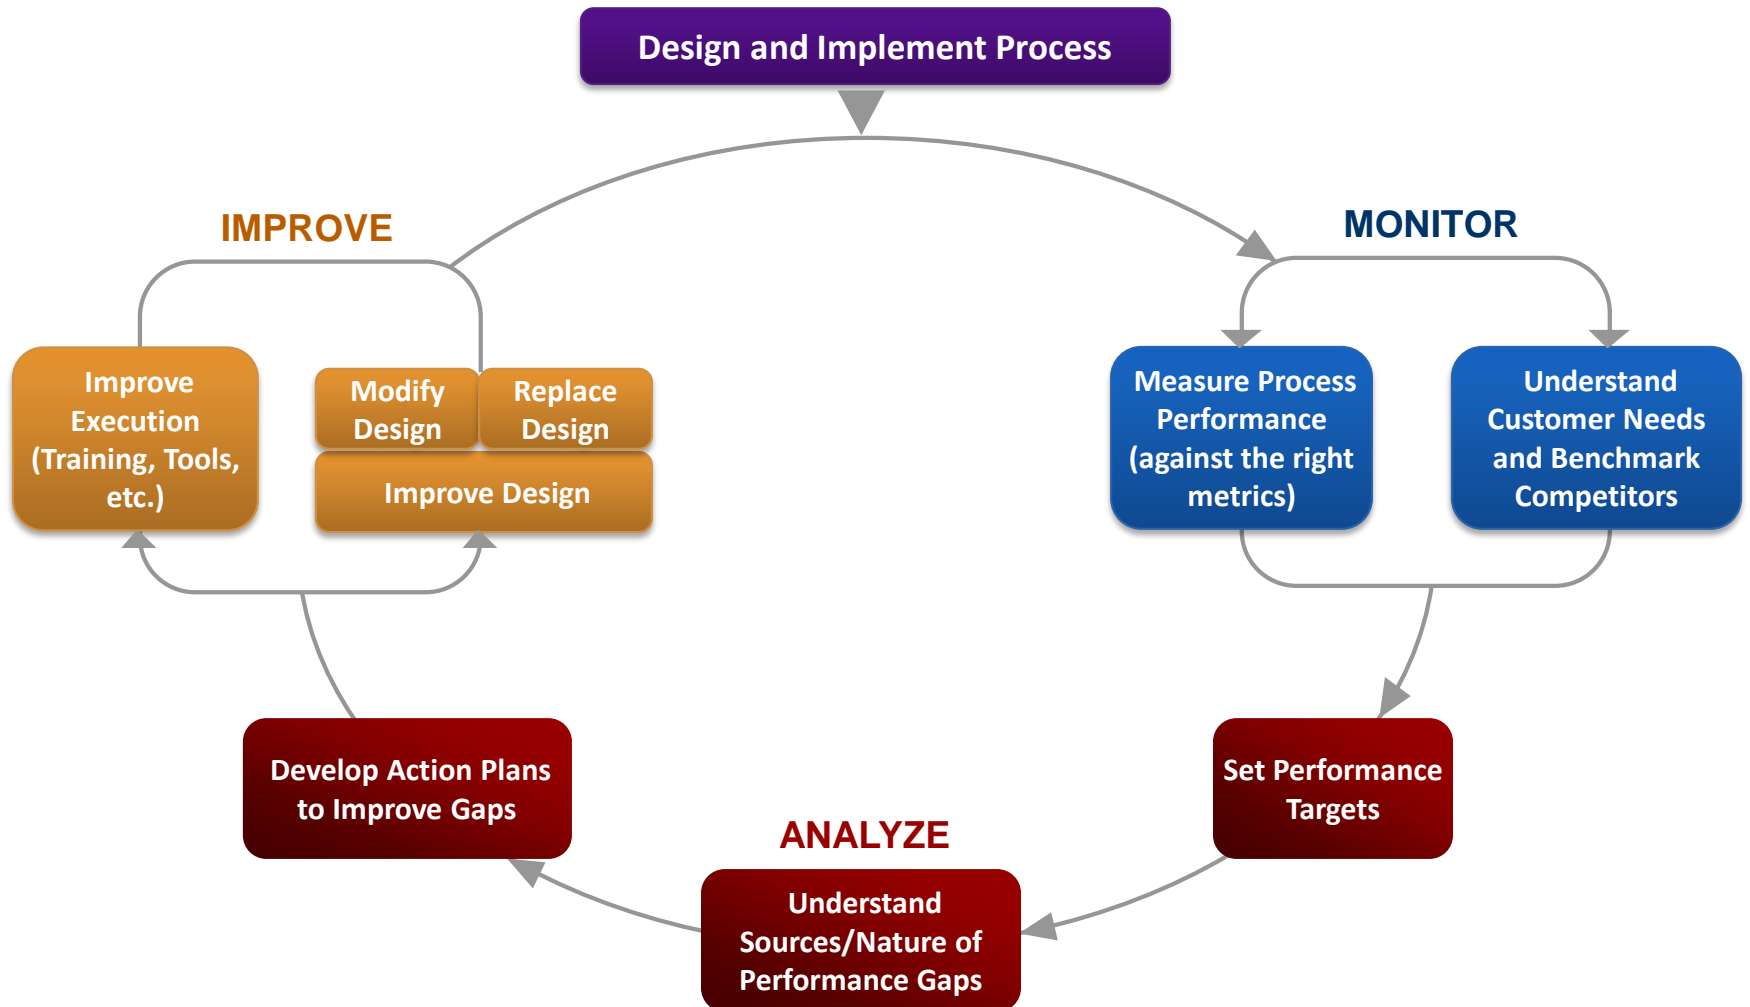 Design and Implement Process
IMPROVE
MONITOR
Improve
Execution
(Training, Tools,
etc.)
Modify
Design
Replace
Design
Improve Design
Measure Process
Performance
(against the right
metrics)
Understand
Customer Needs
and Benchmark
Competitors
Develop Action Plans
to Improve Gaps
Set Performance
Targets
ANALYZE
Understand
Sources/Nature of
Performance Gaps